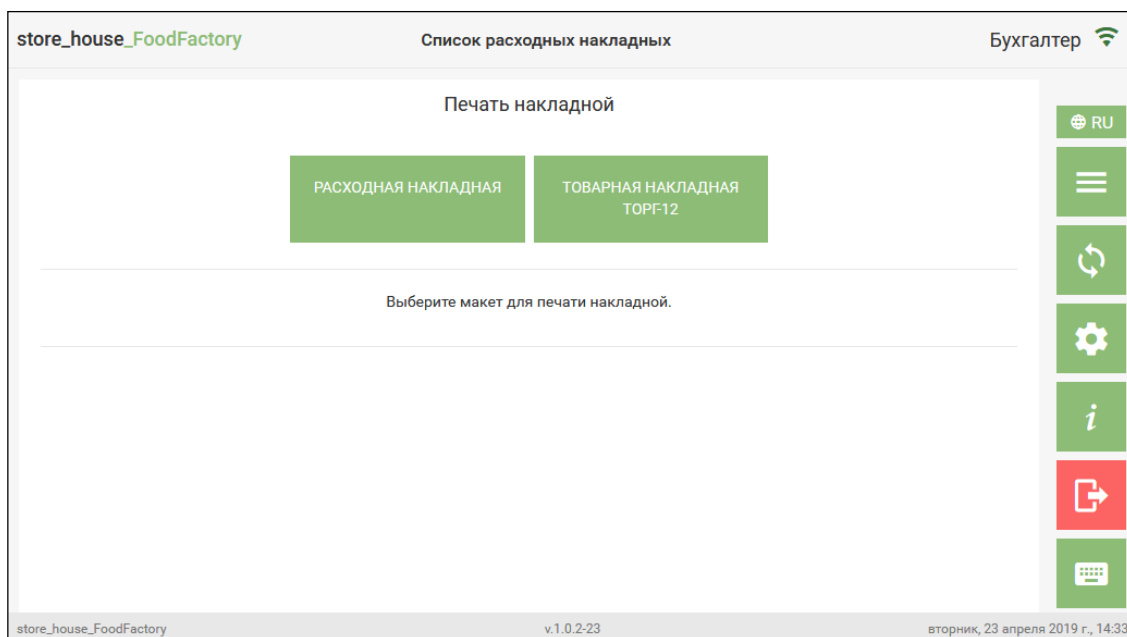 store_house_FoodFactory
Список расходных накладных
Бухгалтер
Печать накладной
RU
РАСХОДНАЯ НАКЛАДНАЯ
ТОВАРНАЯ НАКЛАДНАЯ
ТОРГ-12
Выберите макет для печати накладной.
i
store_house_FoodFactory
v.1.0.2-23
вторник, 23 апреля 2019 г., 14:33